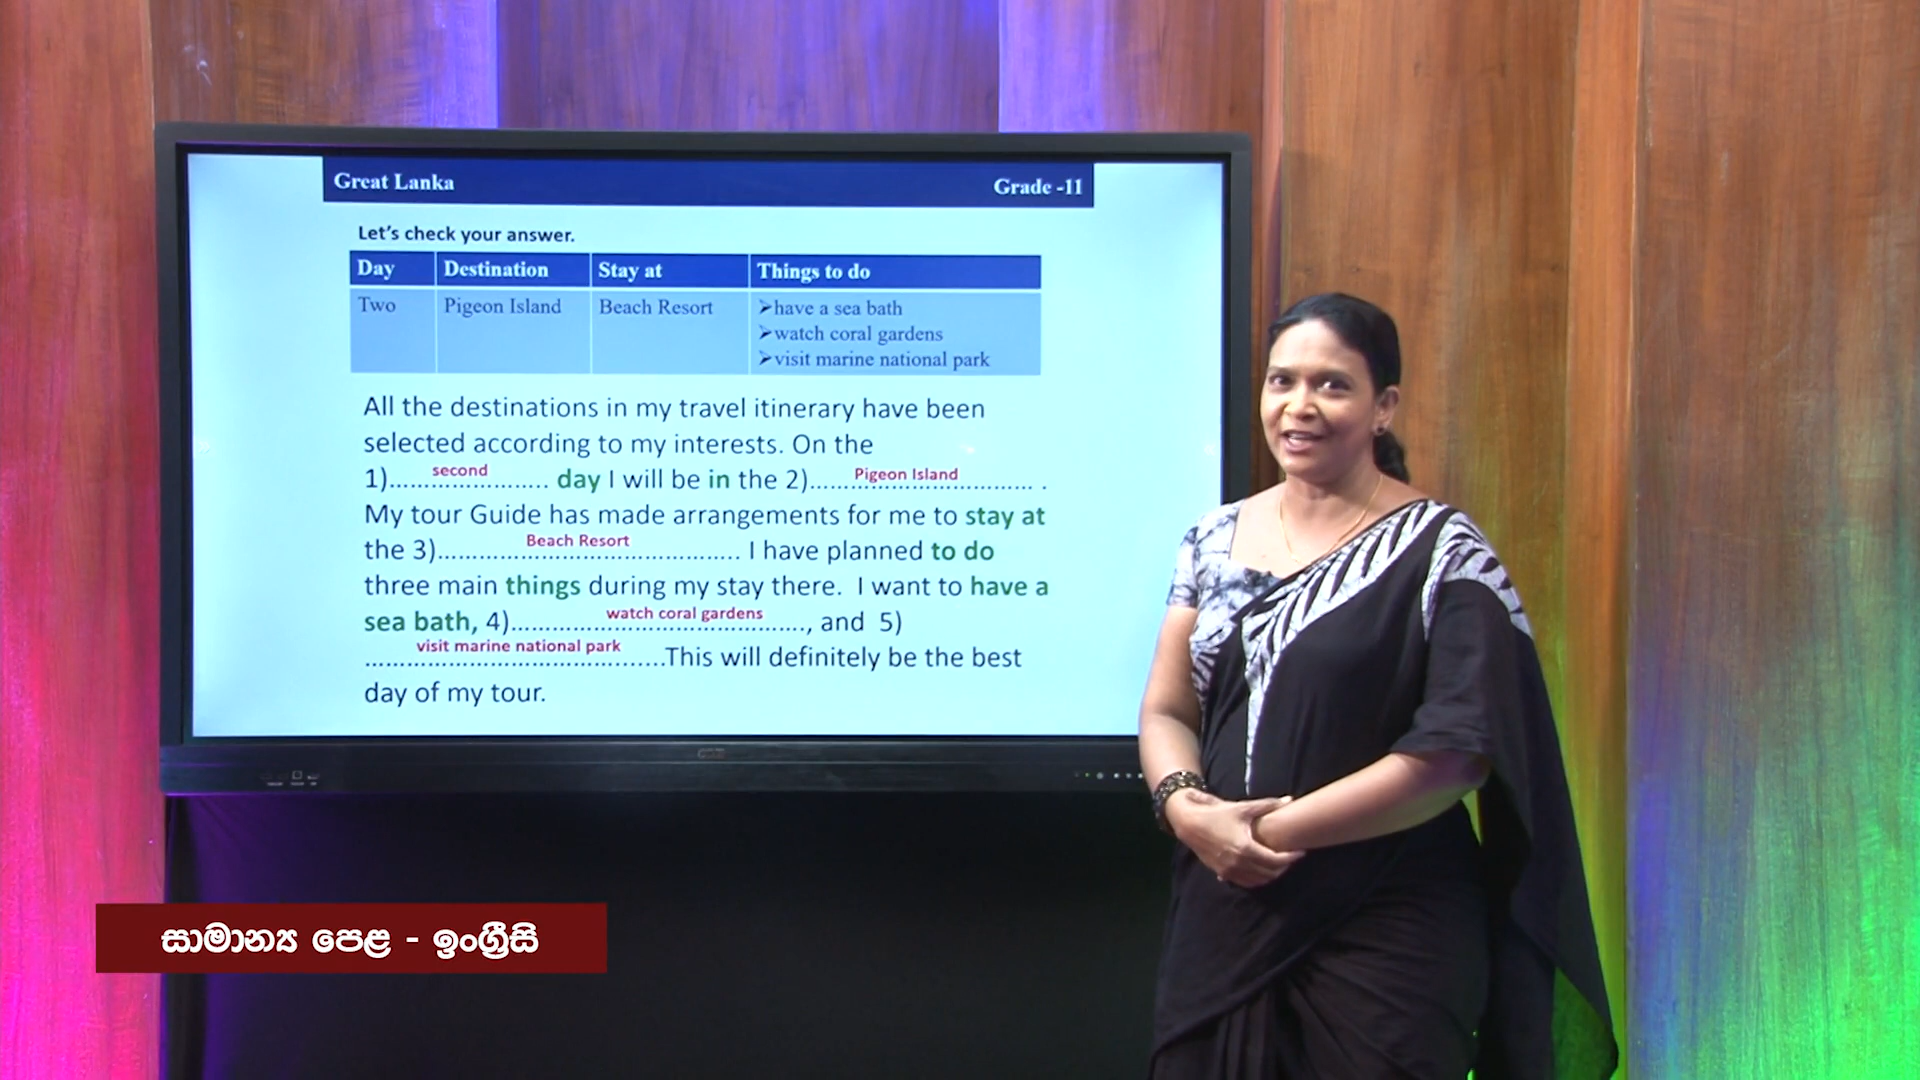 Great Lanka
Grade -11
Let's check your answer.
Day Destination Stay at Things to do
Two Pigeon Island Beach Resort ➢have a sea bath
➢watch coral gardens
➢visit marine national park
All the destinations in my travel itinerary have been
selected according to my interests. On the
1)....second.... day I will be in the 2)....Pigeon Island.... .
My tour Guide has made arrangements for me to stay at
the 3)....Beach Resort.... I have planned to do
three main things during my stay there. I want to have a
sea bath, 4)....watch coral gardens...., and 5)
....visit marine national park....This will definitely be the best
day of my tour.
සාමාන්‍ය පෙළ - ඉංග්‍රීසි